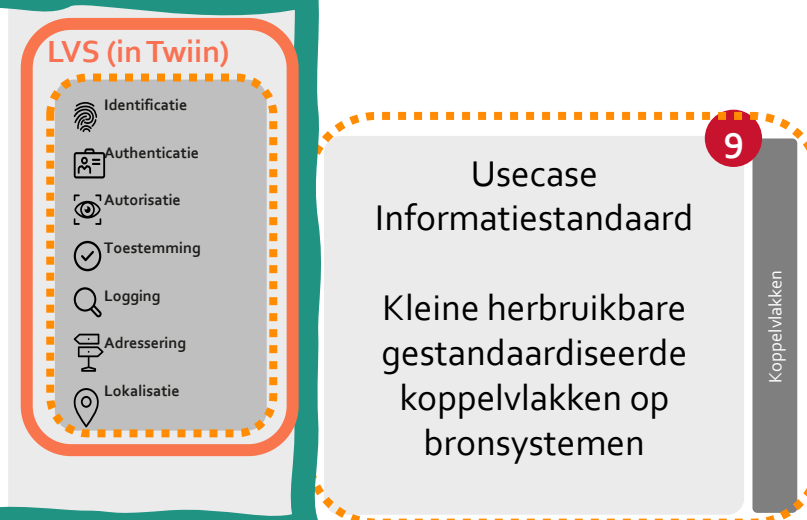 LVS (in Twiin)
Identificatie
Authenticatie
Autorisatie
Toestemming
Logging
Adressering
Lokalisatie
9
Usecase
Informatiestandaard
Kleine herbruikbare
gestandaardiseerde
koppelvlakken op
bronsystemen
Koppelvlakken